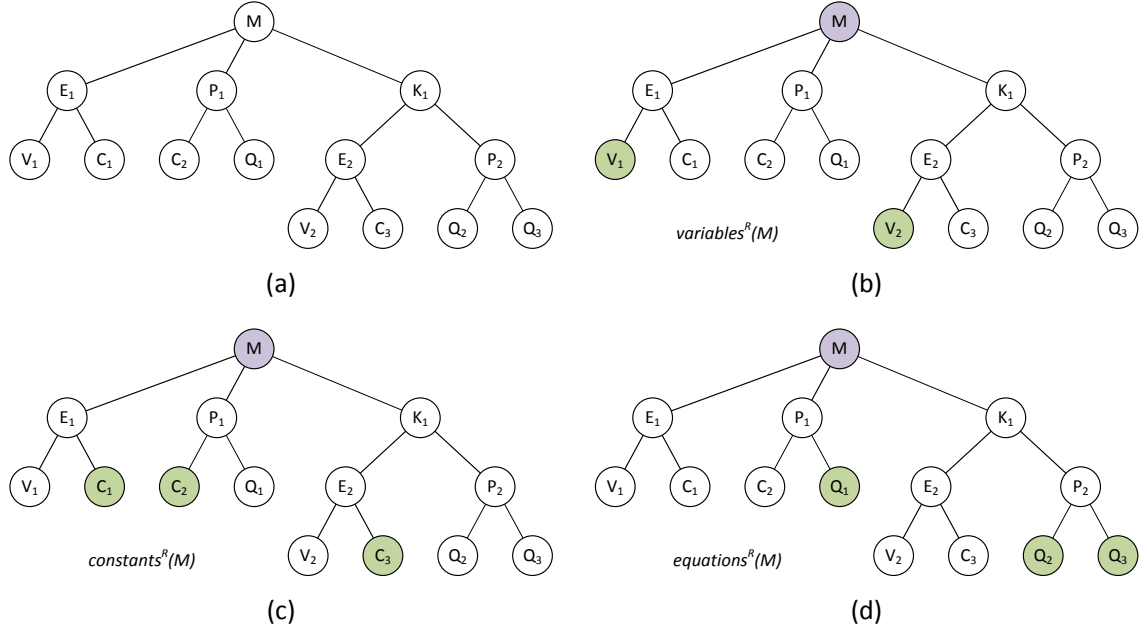 M
E₁ P₁ K₁
V₁ C₁ C₂ Q₁ E₂ P₂
V₂ C₃ Q₂ Q₃
(a)
M
E₁ P₁ K₁
V₁ C₁ C₂ Q₁ E₂ P₂
variablesᴿ(M) V₂ C₃ Q₂ Q₃
(b)
M
E₁ P₁ K₁
V₁ C₁ C₂ Q₁ E₂ P₂
constantsᴿ(M) V₂ C₃ Q₂ Q₃
(c)
M
E₁ P₁ K₁
V₁ C₁ C₂ Q₁ E₂ P₂
equationsᴿ(M) V₂ C₃ Q₂ Q₃
(d)